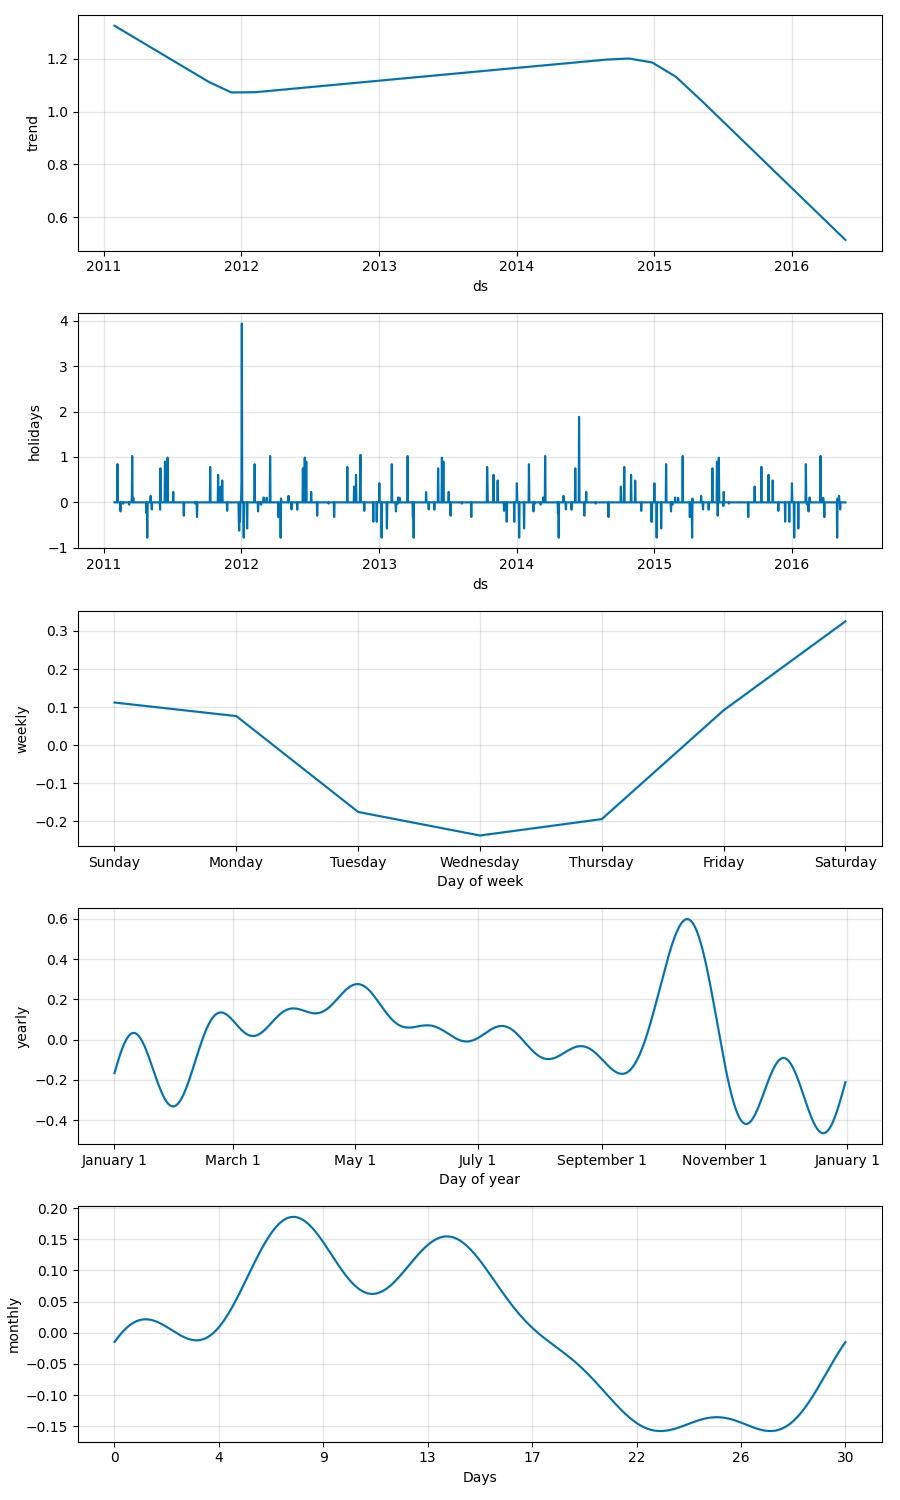 trend
1.2
1.0
0.8
0.6
2011 2012 2013 2014 2015 2016
ds
holidays
4
3
2
1
0
−1
2011 2012 2013 2014 2015 2016
ds
weekly
0.3
0.2
0.1
0.0
−0.1
−0.2
Sunday Monday Tuesday Wednesday Thursday Friday Saturday
Day of week
yearly
0.6
0.4
0.2
0.0
−0.2
−0.4
January 1 March 1 May 1 July 1 September 1 November 1 January 1
Day of year
monthly
0.20
0.15
0.10
0.05
0.00
−0.05
−0.10
−0.15
0 4 9 13 17 22 26 30
Days